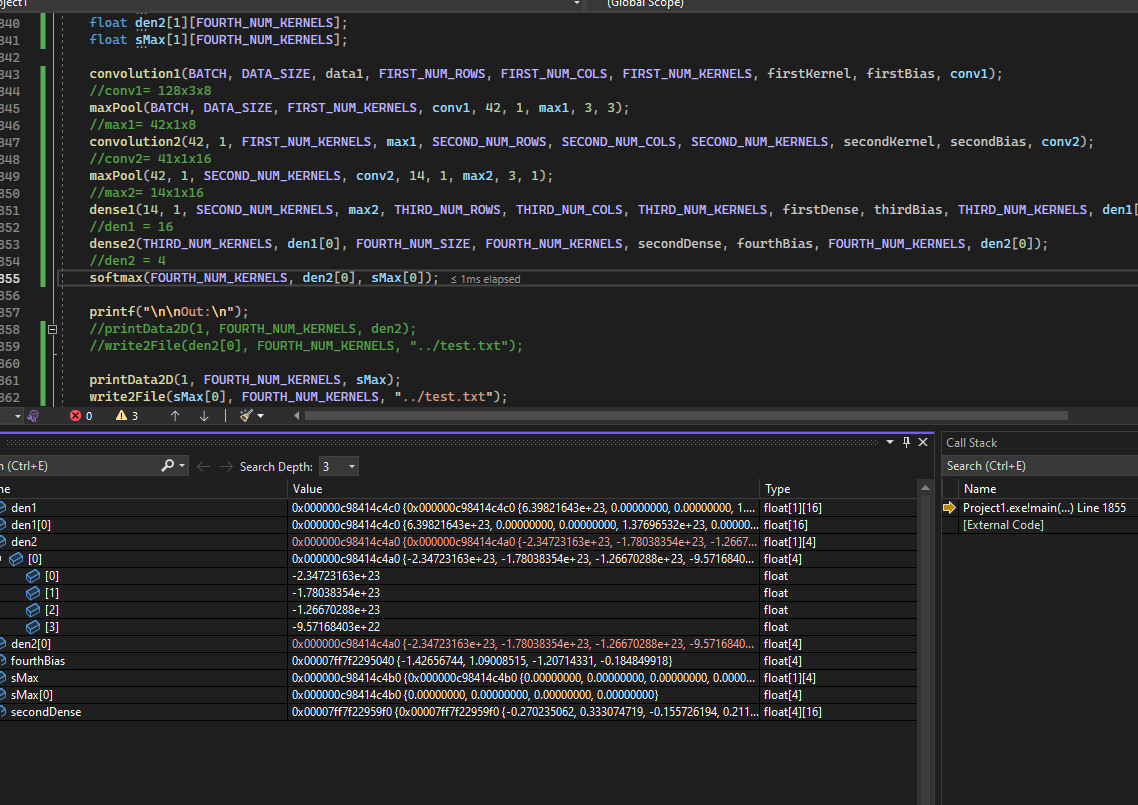 oject1
(Global Scope)
840 float den2[1][FOURTH_NUM_KERNELS];
841 float sMax[1][FOURTH_NUM_KERNELS];
842
843 convolution1(BATCH, DATA_SIZE, data1, FIRST_NUM_ROWS, FIRST_NUM_COLS, FIRST_NUM_KERNELS, firstKernel, firstBias, conv1);
844 //conv1= 128x3x8
845 maxPool(BATCH, DATA_SIZE, FIRST_NUM_KERNELS, conv1, 42, 1, max1, 3, 3);
846 //max1= 42x1x8
847 convolution2(42, 1, FIRST_NUM_KERNELS, max1, SECOND_NUM_ROWS, SECOND_NUM_COLS, SECOND_NUM_KERNELS, secondKernel, secondBias, conv2);
848 //conv2= 41x1x16
849 maxPool(42, 1, SECOND_NUM_KERNELS, conv2, 14, 1, max2, 3, 1);
850 //max2= 14x1x16
851 dense1(14, 1, SECOND_NUM_KERNELS, max2, THIRD_NUM_ROWS, THIRD_NUM_COLS, THIRD_NUM_KERNELS, firstDense, thirdBias, THIRD_NUM_KERNELS, den1[
852 //den1 = 16
853 dense2(THIRD_NUM_KERNELS, den1[0], FOURTH_NUM_SIZE, FOURTH_NUM_KERNELS, secondDense, fourthBias, FOURTH_NUM_KERNELS, den2[0]);
854 //den2 = 4
855 softmax(FOURTH_NUM_KERNELS, den2[0], sMax[0]); ≤ 1ms elapsed
856
857 printf("\n\nOut:\n");
858 //printData2D(1, FOURTH_NUM_KERNELS, den2);
859 //write2File(den2[0], FOURTH_NUM_KERNELS, "../test.txt");
860
861 printData2D(1, FOURTH_NUM_KERNELS, sMax);
862 write2File(sMax[0], FOURTH_NUM_KERNELS, "../test.txt");
0 3
h (Ctrl+E) Search Depth: 3
me Value Type
den1 0x000000c98414c4c0 {0x000000c98414c4c0 {6.39821643e+23, 0.00000000, 0.00000000, 1.... float[1][16]
den1[0] 0x000000c98414c4c0 {6.39821643e+23, 0.00000000, 0.00000000, 1.37696532e+23, 0.00000... float[16]
den2 0x000000c98414c4a0 {0x000000c98414c4a0 {-2.34723163e+23, -1.78038354e+23, -1.2667... float[1][4]
[0] 0x000000c98414c4a0 {-2.34723163e+23, -1.78038354e+23, -1.26670288e+23, -9.5716840... float[4]
[0] -2.34723163e+23 float
[1] -1.78038354e+23 float
[2] -1.26670288e+23 float
[3] -9.57168403e+22 float
den2[0] 0x000000c98414c4a0 {-2.34723163e+23, -1.78038354e+23, -1.26670288e+23, -9.5716840... float[4]
fourthBias 0x00007ff7f2295040 {-1.42656744, 1.09008515, -1.20714331, -0.184849918} float[4]
sMax 0x000000c98414c4b0 {0x000000c98414c4b0 {0.00000000, 0.00000000, 0.00000000, 0.0000... float[1][4]
sMax[0] 0x000000c98414c4b0 {0.00000000, 0.00000000, 0.00000000, 0.00000000} float[4]
secondDense 0x00007ff7f22959f0 {0x00007ff7f22959f0 {-0.270235062, 0.333074719, -0.155726194, 0.211... float[4][16]
Call Stack
Search (Ctrl+E)
Name
Project1.exe!main(...) Line 1855
[External Code]